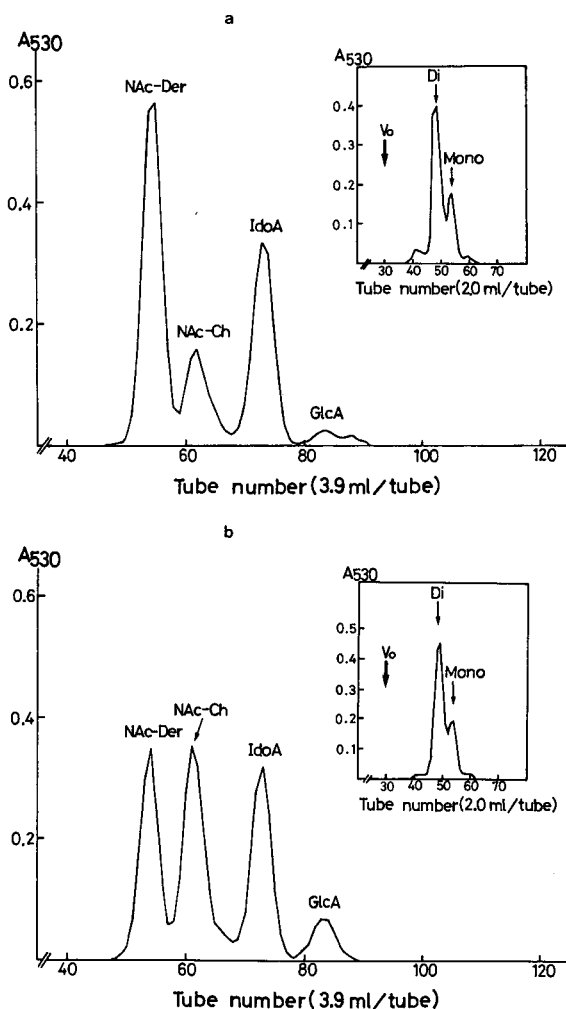 a
A530
0.6
0.4
0.2
NAc-Der
NAc-Ch
IdoA
GlcA
40 60 80 100 120
Tube number (3.9 ml/tube)
A530
0.4
0.3
0.2
0.1
Vo
Di
Mono
30 40 50 60 70
Tube number(2.0 ml/tube)
b
A530
0.6
0.4
0.2
NAc-Der
NAc-Ch
IdoA
GlcA
40 60 80 100 120
Tube number (3.9 ml/tube)
A530
0.5
0.4
0.3
0.2
0.1
Vo
Di
Mono
30 40 50 60 70
Tube number (2.0 ml/tube)